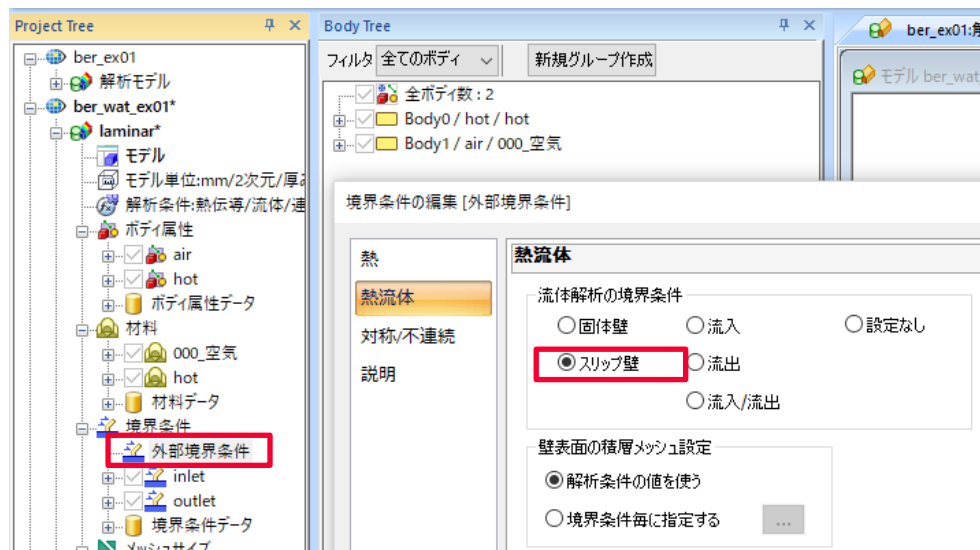 Project Tree
ber_ex01
解析モデル
ber_wat_ex01*
laminar*
モデル
モデル単位:mm/2次元/厚
解析条件:熱伝導/流体/
ボディ属性
air
hot
ボディ属性データ
材料
000_空気
hot
材料データ
境界条件
外部境界条件
inlet
outlet
境界条件データ
メッシュサイズ
Body Tree
フィルタ 全てのボディ 新規グループ作成
全ボディ数 : 2
Body0 / hot / hot
Body1 / air / 000_空気
ber_ex01:
モデル ber_wat
境界条件の編集 [外部境界条件]
熱
熱流体
対称/不連続
説明
熱流体
流体解析の境界条件
固体壁 流入 設定なし
スリップ壁 流出
流入/流出
壁表面の積層メッシュ設定
解析条件の値を使う
境界条件毎に指定する ...